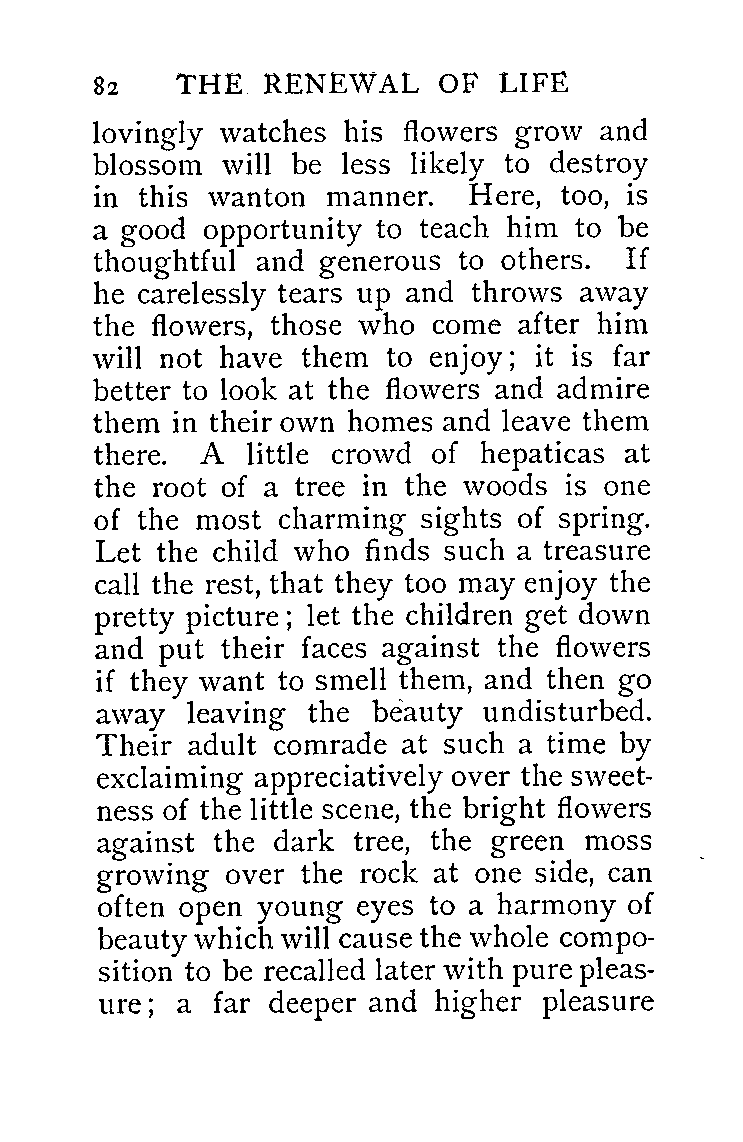 82 THE RENEWAL OF LIFE
lovingly watches his flowers grow and
blossom will be less likely to destroy
in this wanton manner. Here, too, is
a good opportunity to teach him to be
thoughtful and generous to others. If
he carelessly tears up and throws away
the flowers, those who come after him
will not have them to enjoy; it is far
better to look at the flowers and admire
them in their own homes and leave them
there. A little crowd of hepaticas at
the root of a tree in the woods is one
of the most charming sights of spring.
Let the child who finds such a treasure
call the rest, that they too may enjoy the
pretty picture; let the children get down
and put their faces against the flowers
if they want to smell them, and then go
away leaving the beauty undisturbed.
Their adult comrade at such a time by
exclaiming appreciatively over the sweet-
ness of the little scene, the bright flowers
against the dark tree, the green moss
growing over the rock at one side, can
often open young eyes to a harmony of
beauty which will cause the whole compo-
sition to be recalled later with pure pleas-
ure; a far deeper and higher pleasure